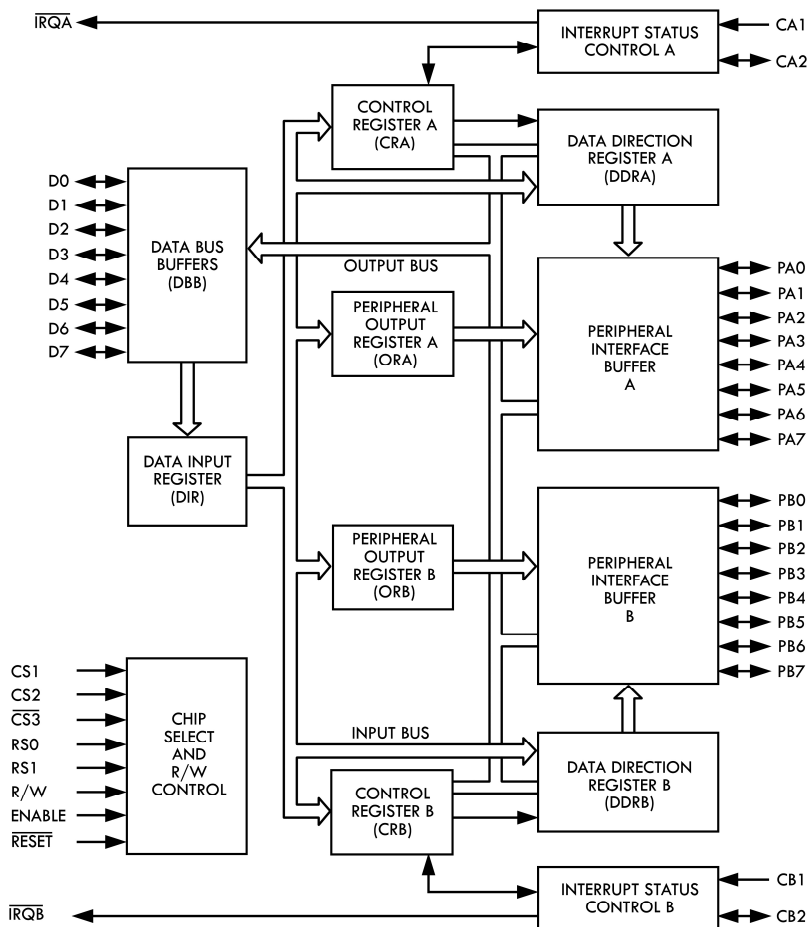 IRQA
INTERRUPT STATUS
CONTROL A
CA1
CA2
CONTROL
REGISTER A
(CRA)
DATA DIRECTION
REGISTER A
(DDRA)
D0
D1
D2
D3
D4
D5
D6
D7
DATA BUS
BUFFERS
(DBB)
OUTPUT BUS
PERIPHERAL
OUTPUT
REGISTER A
(ORA)
PERIPHERAL
INTERFACE
BUFFER
A
PA0
PA1
PA2
PA3
PA4
PA5
PA6
PA7
DATA INPUT
REGISTER
(DIR)
PERIPHERAL
OUTPUT
REGISTER B
(ORB)
PERIPHERAL
INTERFACE
BUFFER
B
PB0
PB1
PB2
PB3
PB4
PB5
PB6
PB7
CS1
CS2
CS3
RS0
RS1
R/W
ENABLE
RESET
CHIP
SELECT
AND
R/W
CONTROL
INPUT BUS
CONTROL
REGISTER B
(CRB)
DATA DIRECTION
REGISTER B
(DDRB)
IRQB
INTERRUPT STATUS
CONTROL B
CB1
CB2